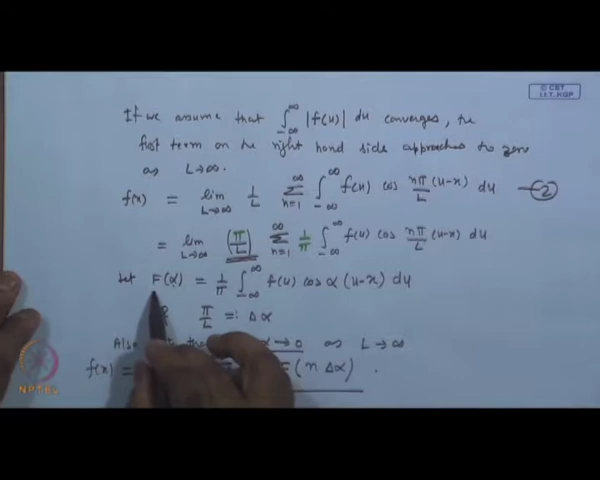 © CET
I.I.T. KGP
If we assume that ∫_{-∞}^{∞} |f(u)| du converges, the
first term on the right hand side approaches to zero
as L→∞.
f(x) = lim_{L→∞} 1/L Σ_{n=1}^{∞} ∫_{-∞}^{∞} f(u) cos nπ/L (u-x) du —②
= lim_{L→∞} (π/L) Σ_{n=1}^{∞} 1/π ∫_{-∞}^{∞} f(u) cos nπ/L (u-x) du
Let F(α) = 1/π ∫_{-∞}^{∞} f(u) cos α (u-x) du
π/L =: Δα
Also α→0 as L→∞
f(x) = F(n Δα).
NPTEL